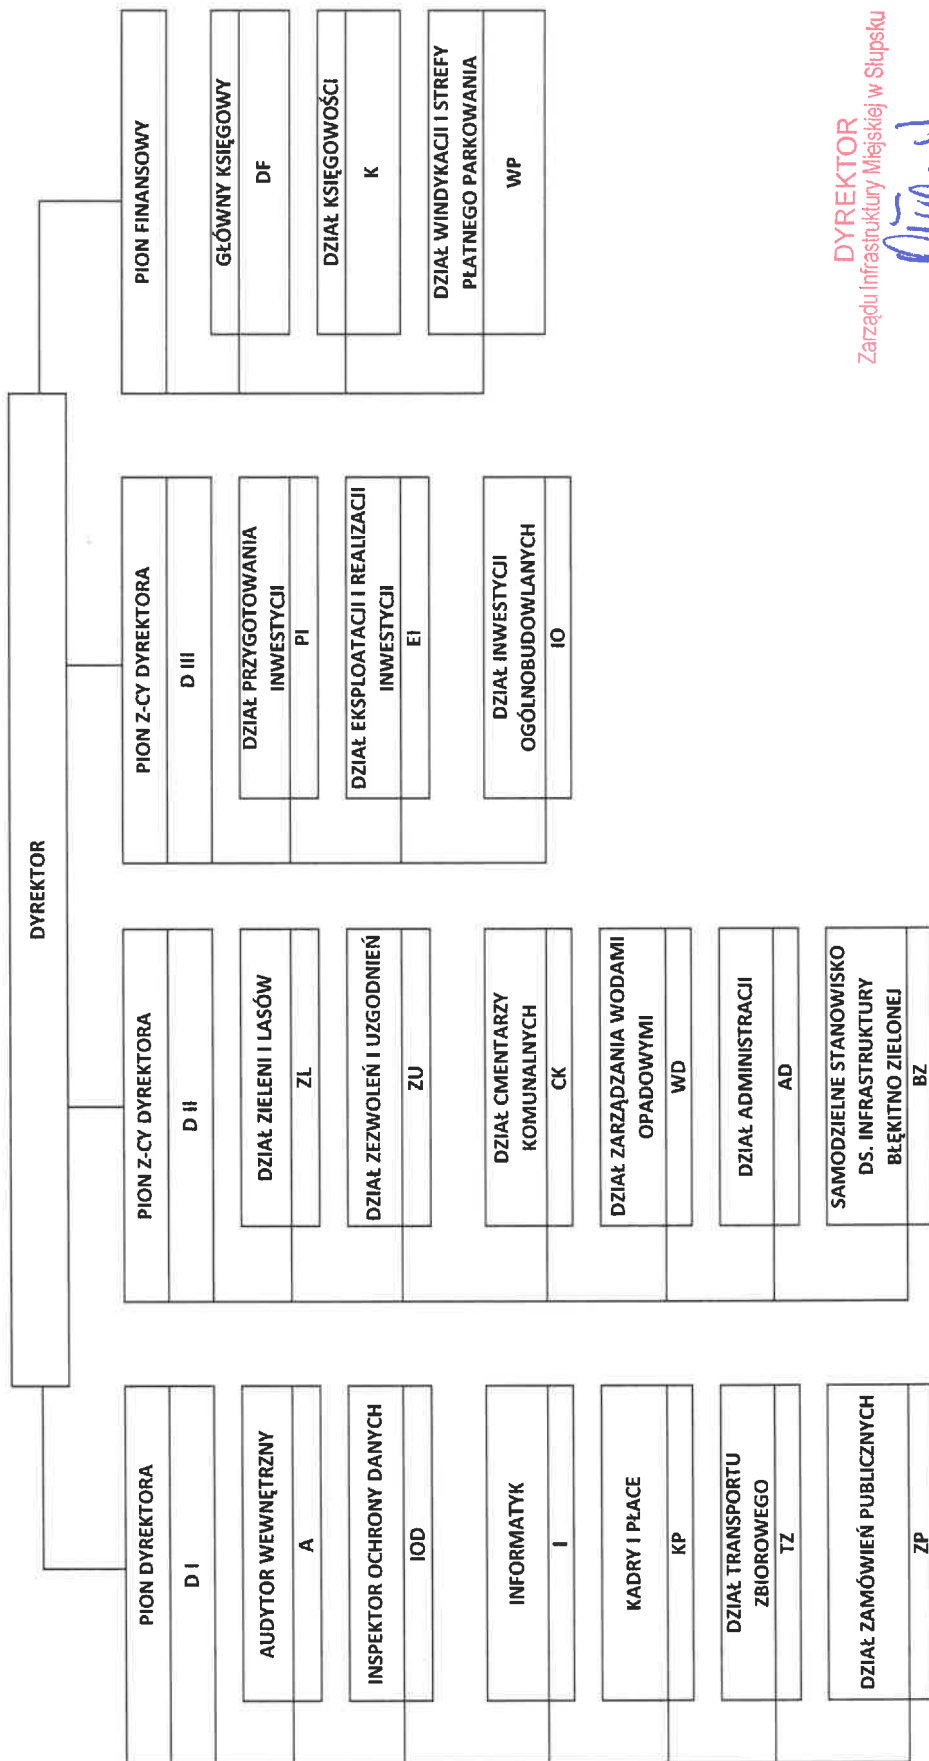 DYREKTOR
PION DYREKTORA
D I
AUDYTOR WEWNĘTRZNY
A
INSPEKTOR OCHRONY DANYCH
IOD
INFORMATYK
I
KADRY I PŁACE
KP
DZIAŁ TRANSPORTU
ZBIOROWEGO
TZ
DZIAŁ ZAMÓWIEŃ PUBLICZNYCH
ZP
PION Z-CY DYREKTORA
D II
DZIAŁ ZIELENI I LASÓW
ZL
DZIAŁ ZEZWOLEŃ I UZGODNIEŃ
ZU
DZIAŁ CMENTARZY
KOMUNALNYCH
CK
DZIAŁ ZARZĄDZANIA WODAMI
OPADOWYMI
WD
DZIAŁ ADMINISTRACJI
AD
SAMODZIELNE STANOWISKO
DS. INFRASTRUKTURY
BŁĘKITNO ZIELONEJ
BZ
PION Z-CY DYREKTORA
D III
DZIAŁ PRZYGOTOWANIA
INWESTYCJI
PI
DZIAŁ EKSPLOATACJI I REALIZACJI
INWESTYCJI
EI
DZIAŁ INWESTYCJI
OGÓLNOBUDOWLANYCH
IO
PION FINANSOWY
GŁÓWNY KSIĘGOWY
DF
DZIAŁ KSIĘGOWOŚCI
K
DZIAŁ WINDYKACJI I STREFY
PŁATNEGO PARKOWANIA
WP
DYREKTOR
Zarządu Infrastruktury Miejskiej w Słupsku